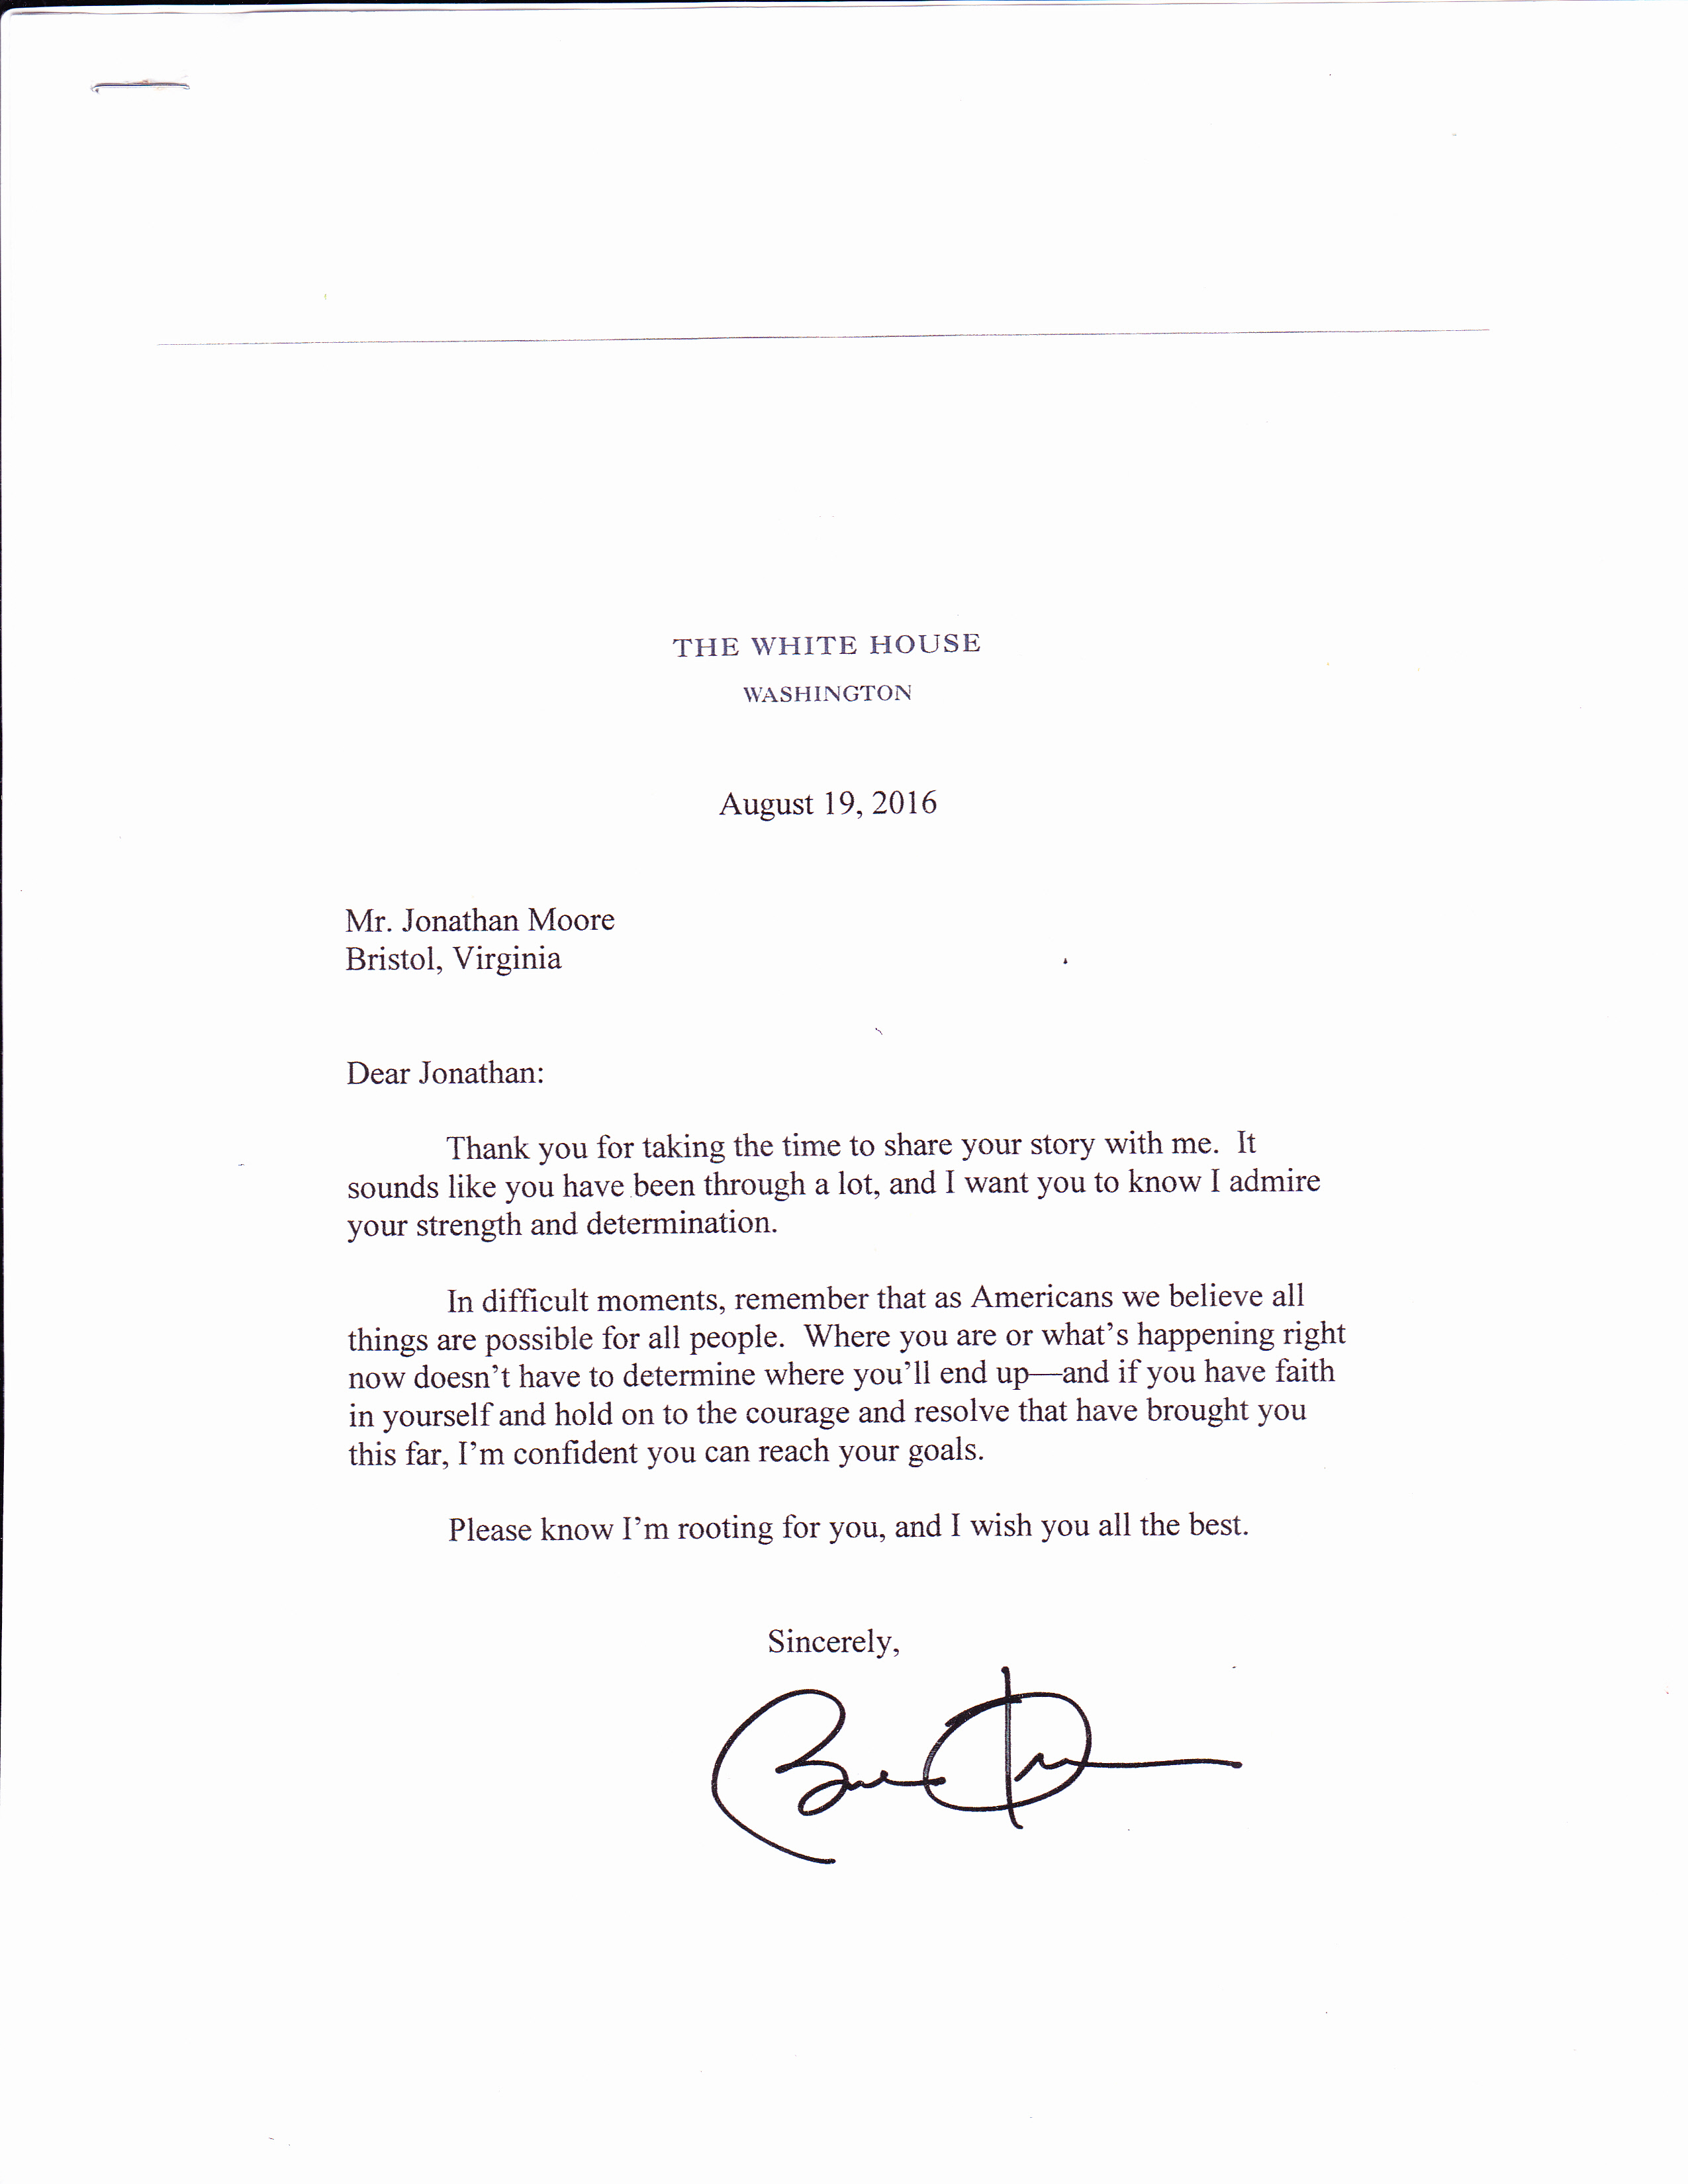 THE WHITE HOUSE
WASHINGTON
August 19, 2016
Mr. Jonathan Moore
Bristol, Virginia
Dear Jonathan:
Thank you for taking the time to share your story with me. It
sounds like you have been through a lot, and I want you to know I admire
your strength and determination.
In difficult moments, remember that as Americans we believe all
things are possible for all people. Where you are or what's happening right
now doesn't have to determine where you'll end up—and if you have faith
in yourself and hold on to the courage and resolve that have brought you
this far, I'm confident you can reach your goals.
Please know I'm rooting for you, and I wish you all the best.
Sincerely,